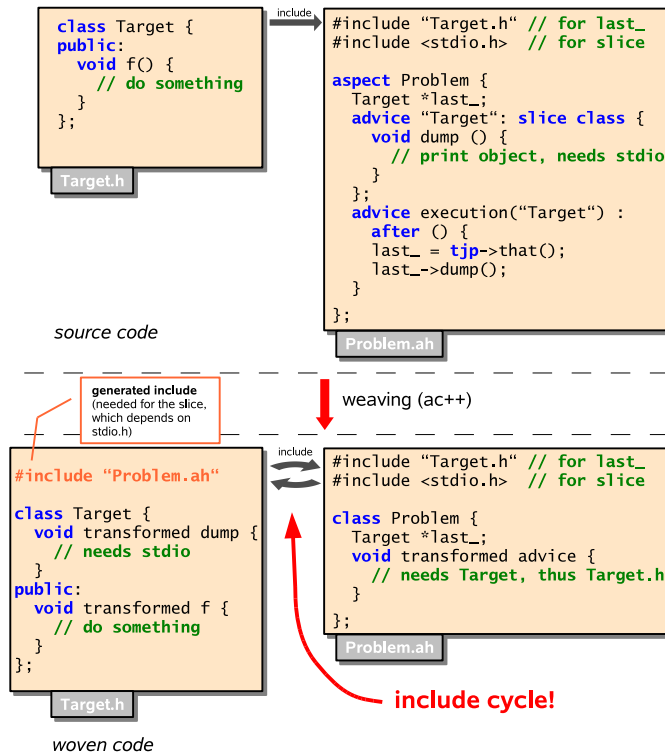 class Target {
public:
void f() {
// do something
}
};
Target.h
include
#include “Target.h“ // for last_
#include <stdio.h> // for slice
aspect Problem {
Target *last_;
advice “Target“: slice class {
void dump () {
// print object, needs stdio
}
};
advice execution(“Target“) :
after () {
last_ = tjp->that();
last_->dump();
}
};
Problem.ah
source code
generated include
(needed for the slice,
which depends on
stdio.h)
weaving (ac++)
#include “Problem.ah“
class Target {
void transformed dump {
// needs stdio
}
public:
void transformed f {
// do something
}
};
Target.h
include
#include “Target.h“ // for last_
#include <stdio.h> // for slice
class Problem {
Target *last_;
void transformed advice {
// needs Target, thus Target.h
}
};
Problem.ah
include cycle!
woven code